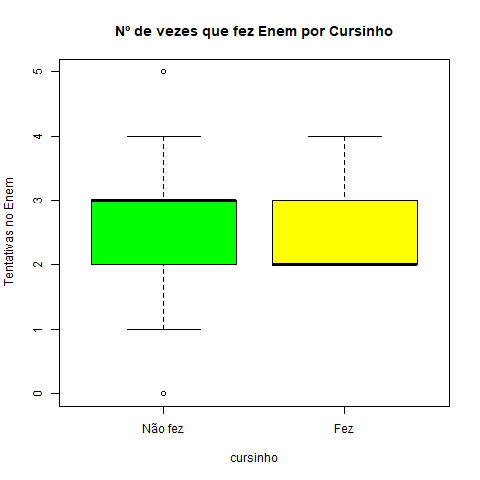 Nº de vezes que fez Enem por Cursinho
Tentativas no Enem
5
4
3
2
1
0
Não fez
Fez
cursinho